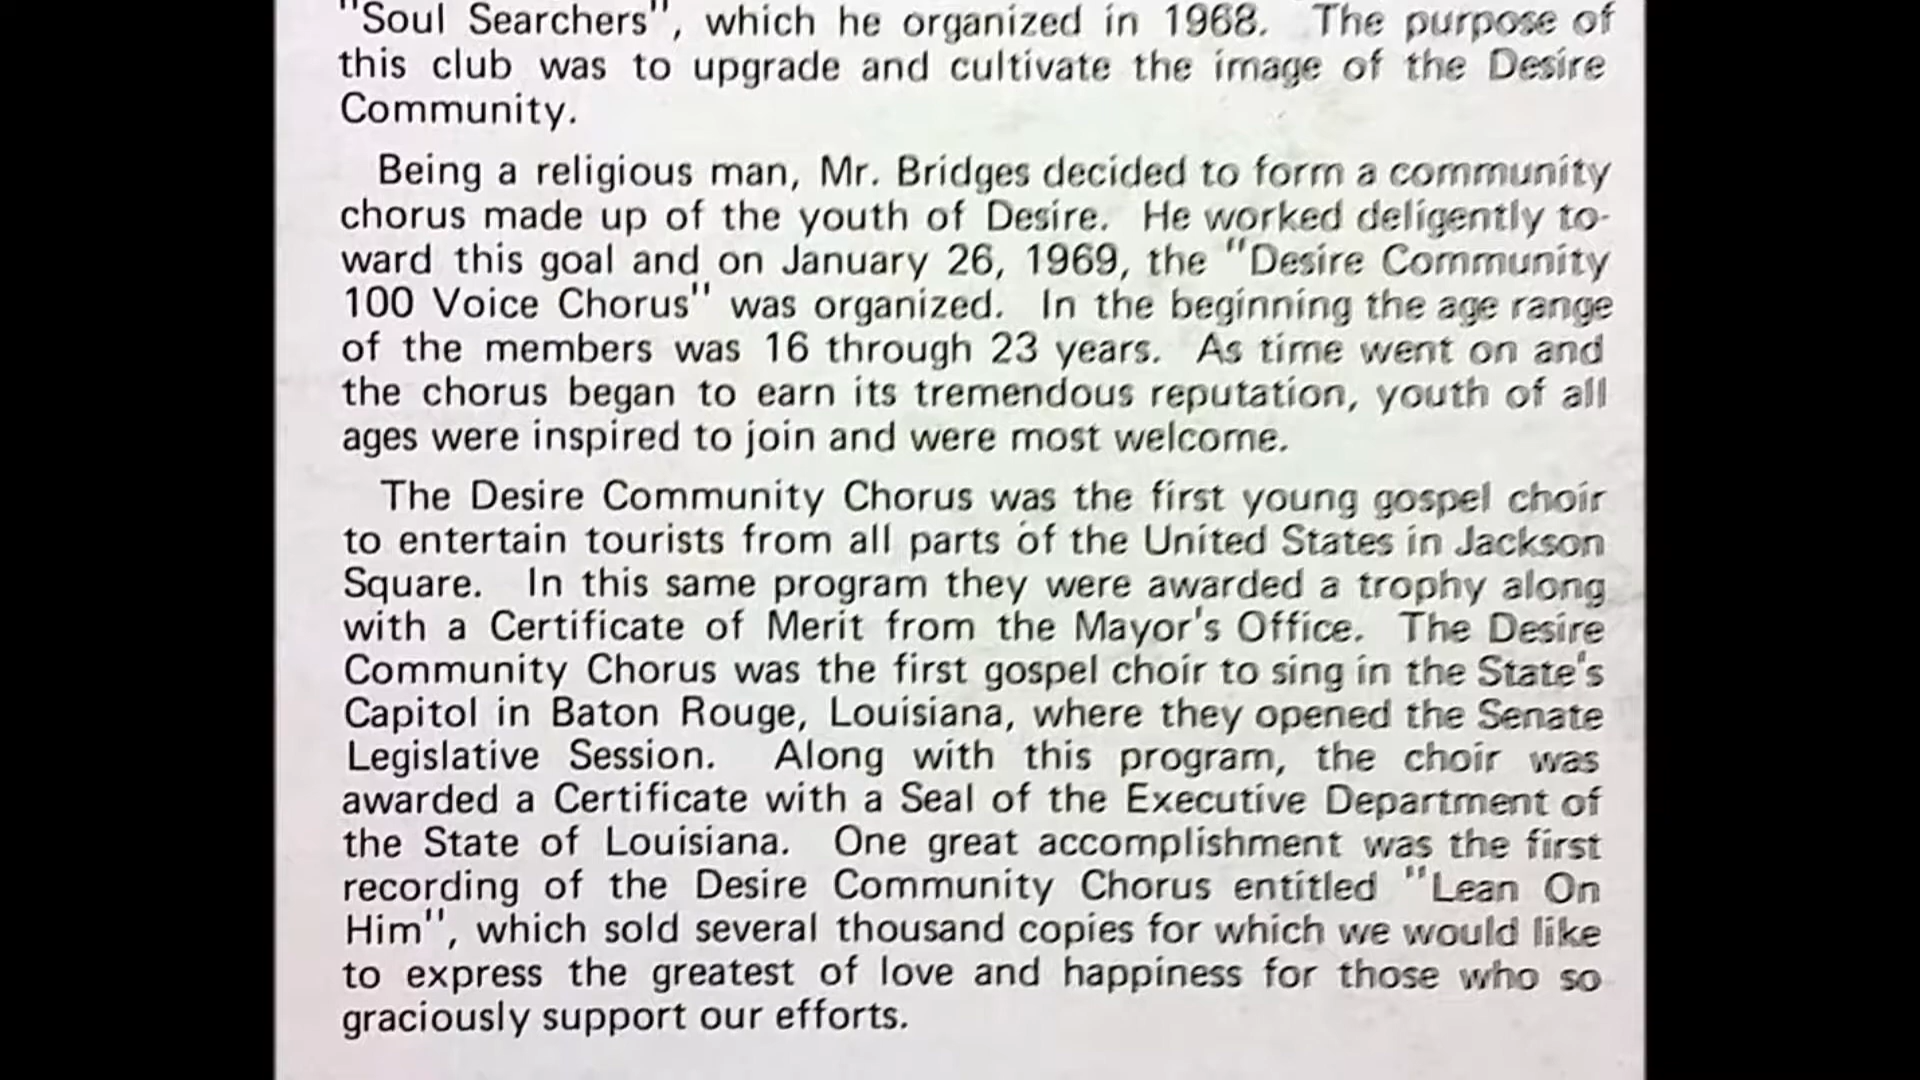 "Soul Searchers", which he organized in 1968. The purpose of
this club was to upgrade and cultivate the image of the Desire
Community.
Being a religious man, Mr. Bridges decided to form a community
chorus made up of the youth of Desire. He worked deligently to-
ward this goal and on January 26, 1969, the "Desire Community
100 Voice Chorus" was organized. In the beginning the age range
of the members was 16 through 23 years. As time went on and
the chorus began to earn its tremendous reputation, youth of all
ages were inspired to join and were most welcome.
The Desire Community Chorus was the first young gospel choir
to entertain tourists from all parts of the United States in Jackson
Square. In this same program they were awarded a trophy along
with a Certificate of Merit from the Mayor's Office. The Desire
Community Chorus was the first gospel choir to sing in the State's
Capitol in Baton Rouge, Louisiana, where they opened the Senate
Legislative Session. Along with this program, the choir was
awarded a Certificate with a Seal of the Executive Department of
the State of Louisiana. One great accomplishment was the first
recording of the Desire Community Chorus entitled "Lean On
Him", which sold several thousand copies for which we would like
to express the greatest of love and happiness for those who so
graciously support our efforts.